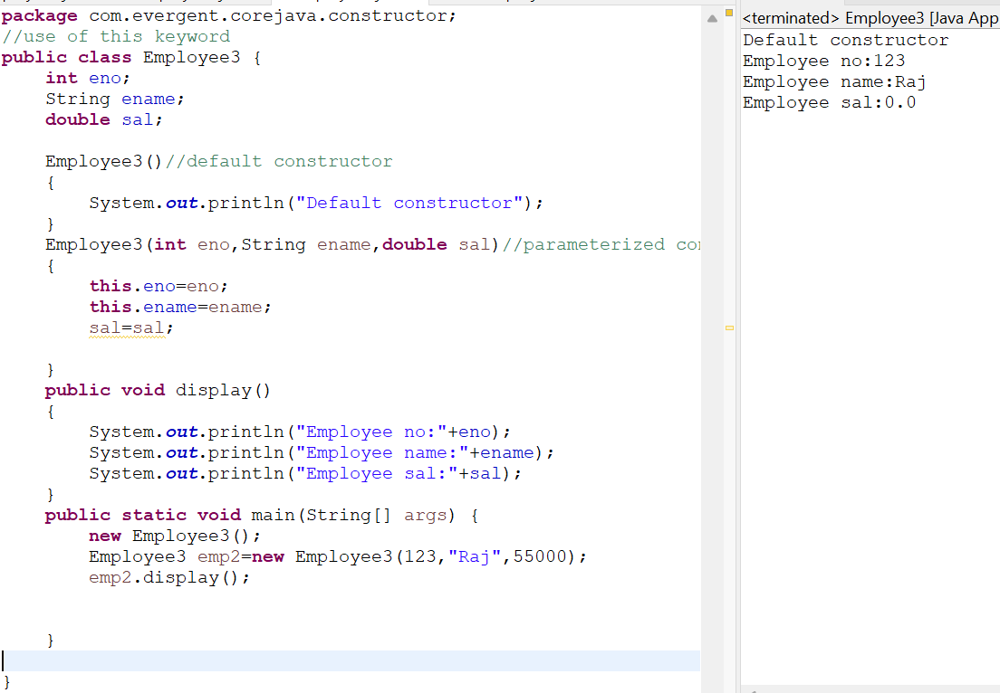 package com.evergent.corejava.constructor;
//use of this keyword
public class Employee3 {
int eno;
String ename;
double sal;
Employee3()//default constructor
{
System.out.println("Default constructor");
}
Employee3(int eno,String ename,double sal)//parameterized
{
this.eno=eno;
this.ename=ename;
sal=sal;
}
public void display()
{
System.out.println("Employee no:"+eno);
System.out.println("Employee name:"+ename);
System.out.println("Employee sal:"+sal);
}
public static void main(String[] args) {
new Employee3();
Employee3 emp2=new Employee3(123,"Raj",55000);
emp2.display();
}
}
<terminated> Employee3 [Java App
Default constructor
Employee no:123
Employee name:Raj
Employee sal:0.0